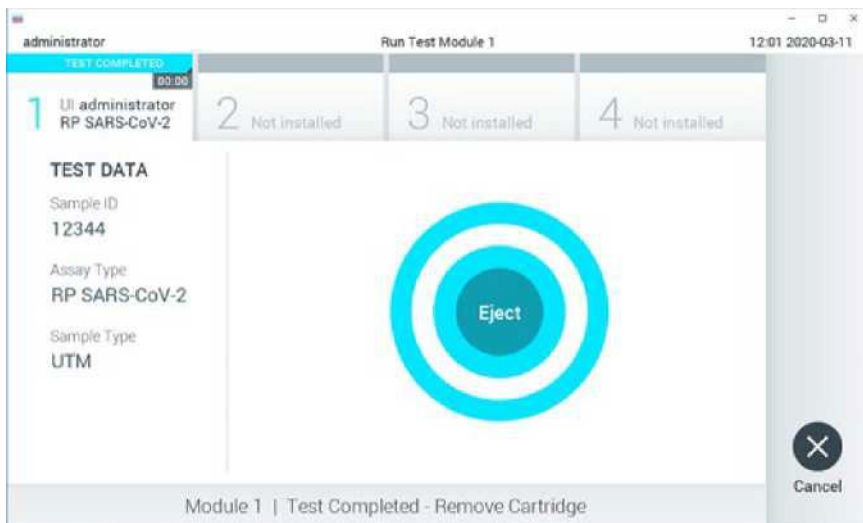 administrator Run Test Module 1 12:01 2020-03-11
TEST COMPLETED
00:00
1 UI administrator
RP SARS-CoV-2
2 Not installed
3 Not installed
4 Not installed
TEST DATA
Sample ID
12344
Assay Type
RP SARS-CoV-2
Sample Type
UTM
Eject
Cancel
Module 1 | Test Completed - Remove Cartridge